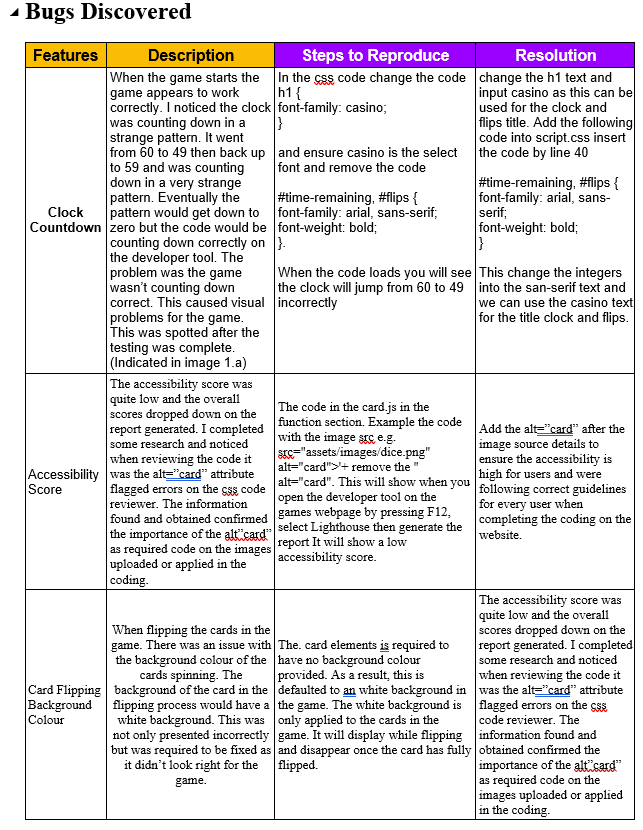 Bugs Discovered
Features
Description
Steps to Reproduce
Resolution
Clock
Countdown
When the game starts the
game appears to work
correctly. I noticed the clock
was counting down in a
strange pattern. It went
from 60 to 49 then back up
to 59 and was counting
down in a very strange
pattern. Eventually the
pattern would get down to
zero but the code would be
counting down correctly on
the developer tool. The
problem was the game
wasn't counting down
correct. This caused visual
problems for the game.
This was spotted after the
testing was complete.
(Indicated in image 1.a)
In the css code change the code
h1 {
font-family: casino;
}
and ensure casino is the select
font and remove the code
#time-remaining, #flips {
font-family: arial, sans-serif;
font-weight: bold;
}.
When the code loads you will see
the clock will jump from 60 to 49
incorrectly
change the h1 text and
input casino as this can be
used for the clock and
flips title. Add the following
code into script.css insert
the code by line 40
#time-remaining, #flips {
font-family: arial, sans-
serif;
font-weight: bold;
}
This change the integers
into the san-serif text and
we can use the casino text
for the title clock and flips.
Accessibility
Score
The accessibility score was
quite low and the overall
scores dropped down on the
report generated. I completed
some research and noticed
when reviewing the code it
was the alt="card" attribute
flagged errors on the css code
reviewer. The information
found and obtained confirmed
the importance of the alt"card"
as required code on the images
uploaded or applied in the
coding.
The code in the card.js in the
function section. Example the code
with the image src e.g.
src="assets/images/dice.png"
alt="card">'+ remove the "
alt="card". This will show when you
open the developer tool on the
games webpage by pressing F12,
select Lighthouse then generate the
report It will show a low
accessibility score.
Add the alt="card" after the
image source details to
ensure the accessibility is
high for users and were
following correct guidelines
for every user when
completing the coding on the
website.
Card Flipping
Background
Colour
When flipping the cards in the
game. There was an issue with
the background colour of the
cards spinning. The
background of the card in the
flipping process would have a
white background. This was
not only presented incorrectly
but was required to be fixed as
it didn't look right for the
game.
The. card elements is required to
have no background colour
provided. As a result, this is
defaulted to an white background in
the game. The white background is
only applied to the cards in the
game. It will display while flipping
and disappear once the card has fully
flipped.
The accessibility score was
quite low and the overall
scores dropped down on the
report generated. I completed
some research and noticed
when reviewing the code it
was the alt="card" attribute
flagged errors on the css
code reviewer. The
information found and
obtained confirmed the
importance of the alt"card"
as required code on the
images uploaded or applied
in the coding.